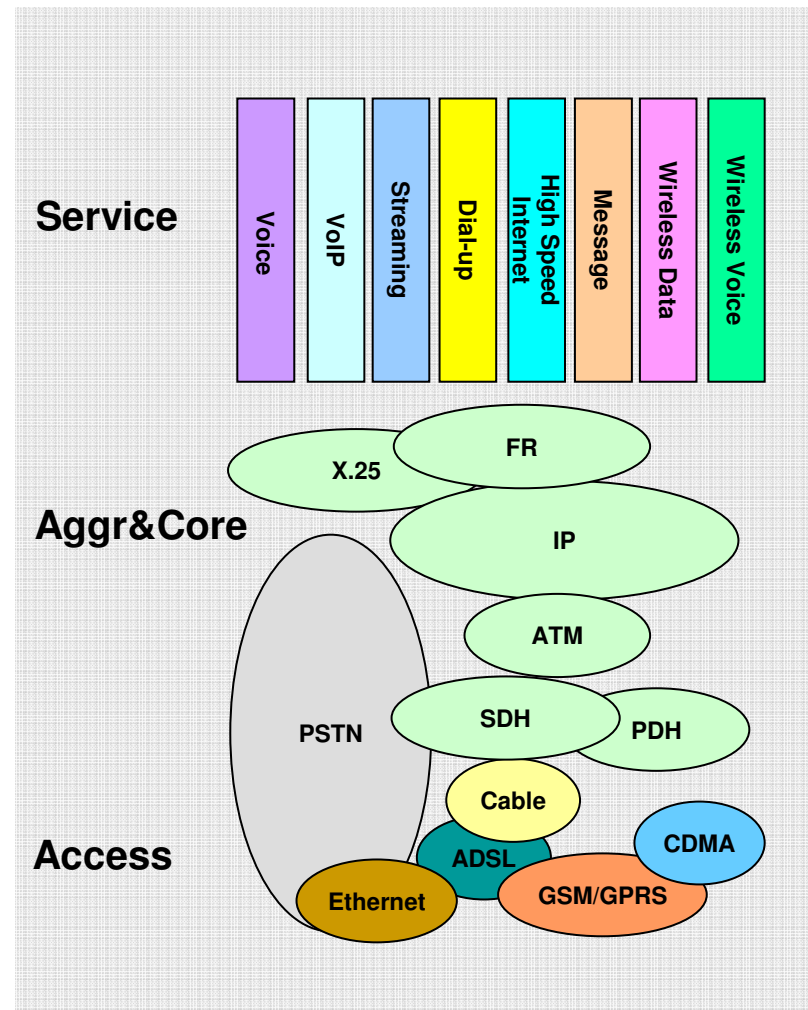 Service
Voice
VoIP
Streaming
Dial-up
High Speed
Internet
Message
Wireless Data
Wireless Voice
Aggr&Core
X.25
FR
IP
ATM
PSTN
SDH
PDH
Access
Cable
ADSL
CDMA
Ethernet
GSM/GPRS